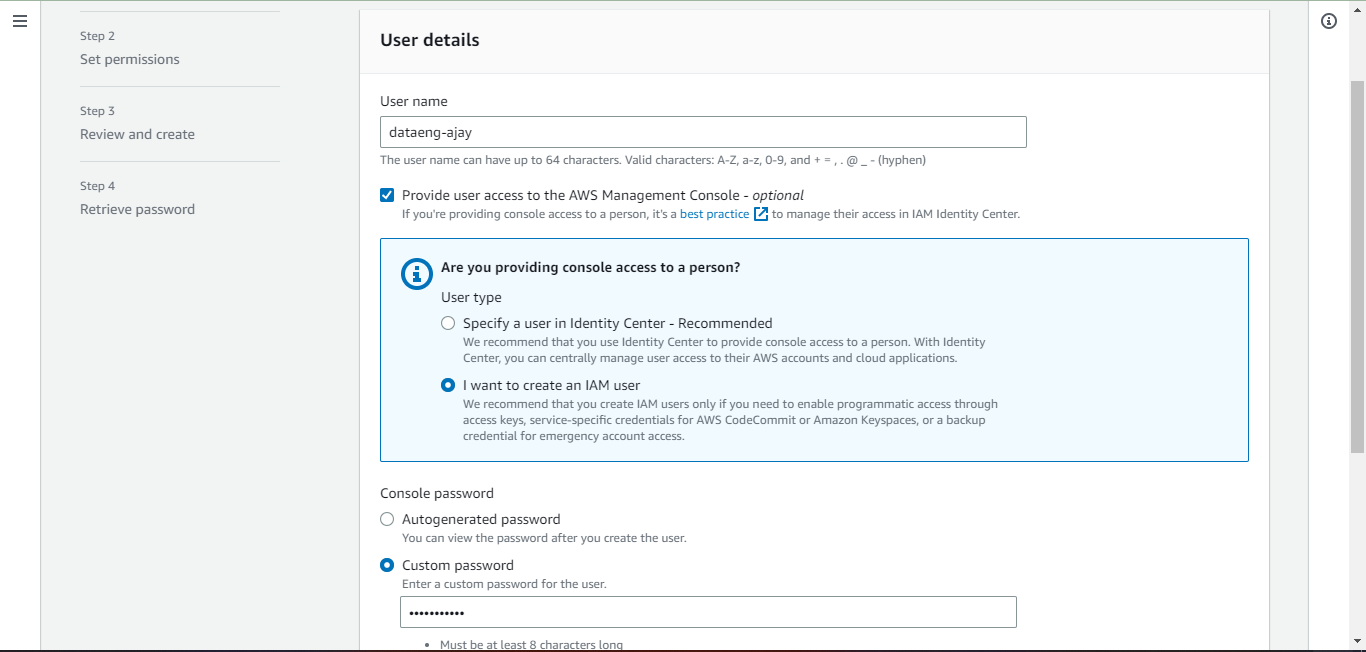 Step 2
Set permissions
Step 3
Review and create
Step 4
Retrieve password
User details
User name
dataeng-ajay
The user name can have up to 64 characters. Valid characters: A-Z, a-z, 0-9, and + = , . @ _ - (hyphen)
Provide user access to the AWS Management Console - optional
If you're providing console access to a person, it's a best practice to manage their access in IAM Identity Center.
Are you providing console access to a person?
User type
Specify a user in Identity Center - Recommended
We recommend that you use Identity Center to provide console access to a person. With Identity
Center, you can centrally manage user access to their AWS accounts and cloud applications.
I want to create an IAM user
We recommend that you create IAM users only if you need to enable programmatic access through
access keys, service-specific credentials for AWS CodeCommit or Amazon Keyspaces, or a backup
credential for emergency account access.
Console password
Autogenerated password
You can view the password after you create the user.
Custom password
Enter a custom password for the user.
•••••••••••
• Must be at least 8 characters long